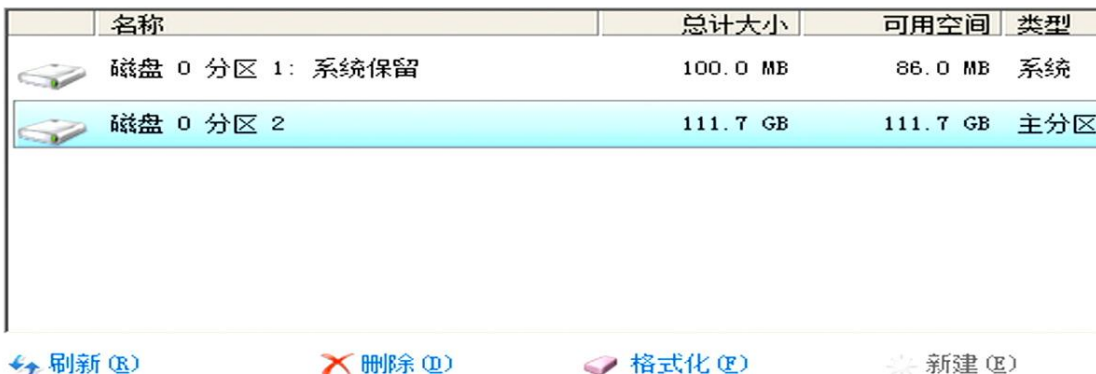 名称 总计大小 可用空间 类型
磁盘 0 分区 1: 系统保留 100.0 MB 86.0 MB 系统
磁盘 0 分区 2 111.7 GB 111.7 GB 主分区
刷新(R) 删除(D) 格式化(F) 新建(E)